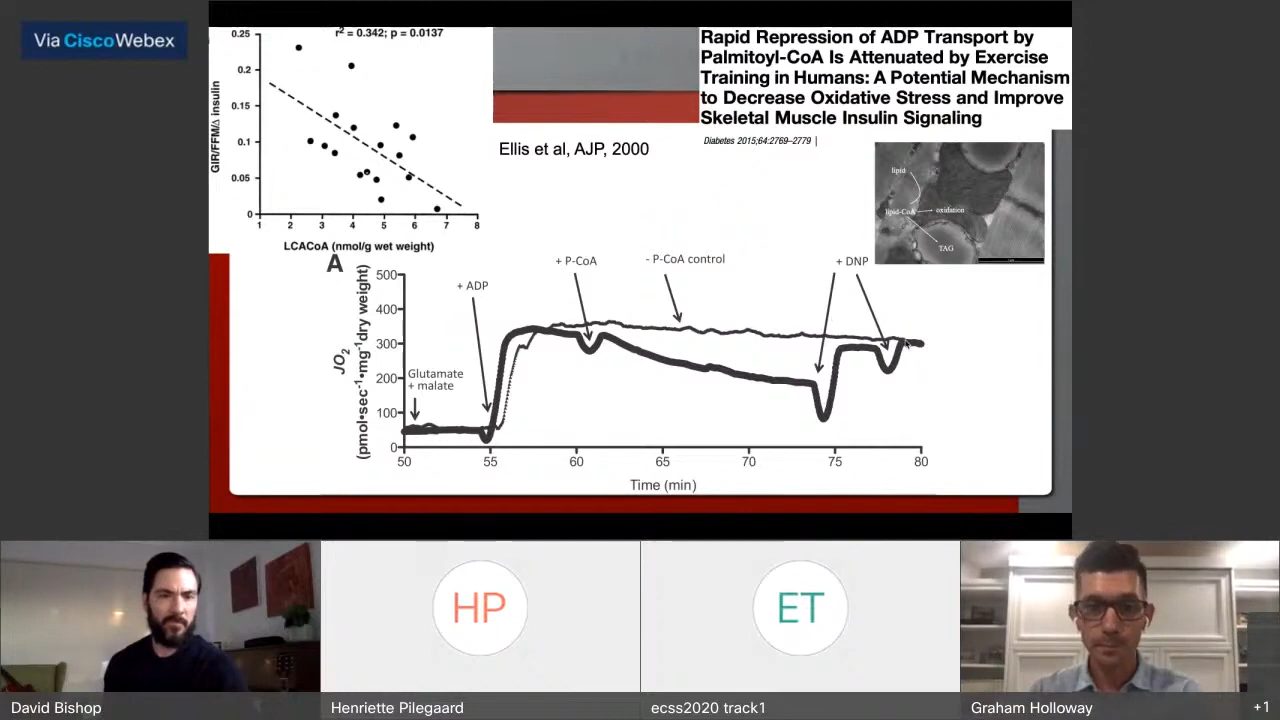 Via Cisco Webex
r² = 0.342; p = 0.0137
0.25
0.2
0.15
0.1
0.05
0
GIR/FFM/Δ insulin
1 2 3 4 5 6 7 8
LCACoA (nmol/g wet weight)
Rapid Repression of ADP Transport by
Palmitoyl-CoA Is Attenuated by Exercise
Training in Humans: A Potential Mechanism
to Decrease Oxidative Stress and Improve
Skeletal Muscle Insulin Signaling
Diabetes 2015;64:2769–2779 |
Ellis et al, AJP, 2000
lipid
lipid-CoA
oxidation
TAG
A
JO2
(pmol•sec⁻¹•mg⁻¹dry weight)
500
400
300
200
100
0
Glutamate
+ malate
+ ADP
+ P-CoA
- P-CoA control
+ DNP
50 55 60 65 70 75 80
Time (min)
HP
ET
David Bishop
Henriette Pilegaard
ecss2020 track1
Graham Holloway
+1